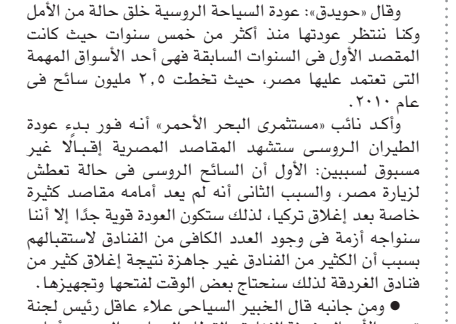 وقال «حويدق»: عودة السياحة الروسية خلق حالة من الأمل
وكنا ننتظر عودتها منذ أكثر من خمس سنوات حيث كانت
المقصد الأول فى السنوات السابقة فهى أحد الأسواق المهمة
التى تعتمد عليها مصر، حيث تخطت ٢,٥ مليون سائح فى
عام ٢٠١٠.
وأكد نائب «مستثمرى البحر الأحمر» أنه فور بدء عودة
الطيران الروسى ستشهد المقاصد المصرية إقبالًا غير
مسبوق لسببين: الأول أن السائح الروسى فى حالة تعطش
لزيارة مصر، والسبب الثانى أنه لم يعد أمامه مقاصد كثيرة
خاصة بعد إغلاق تركيا، لذلك ستكون العودة قوية جدًا إلا أننا
سنواجه أزمة فى وجود العدد الكافى من الفنادق لاستقبالهم
بسبب أن الكثير من الفنادق غير جاهزة نتيجة إغلاق كثير من
فنادق الغردقة لذلك سنحتاج بعض الوقت لفتحها وتجهيزها.
● ومن جانبه قال الخبير السياحى علاء عاقل رئيس لجنة